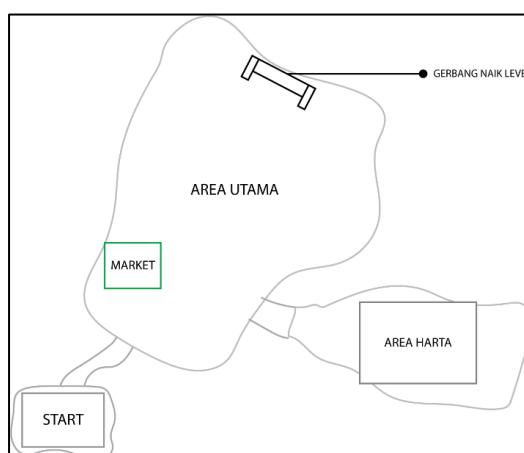 GERBANG NAIK LEVE
AREA UTAMA
MARKET
AREA HARTA
START